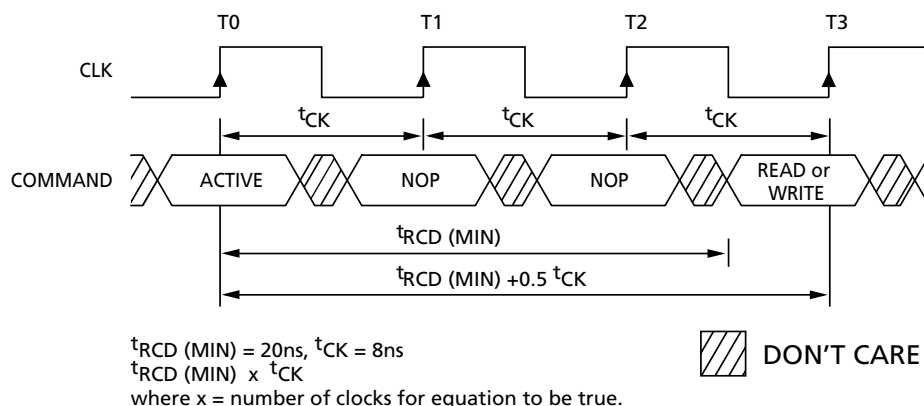 T0 T1 T2 T3
CLK
tCK tCK tCK
COMMAND ACTIVE NOP NOP READ or WRITE
tRCD (MIN)
tRCD (MIN) +0.5 tCK
tRCD (MIN) = 20ns, tCK = 8ns
tRCD (MIN) x tCK
where x = number of clocks for equation to be true.
DON'T CARE